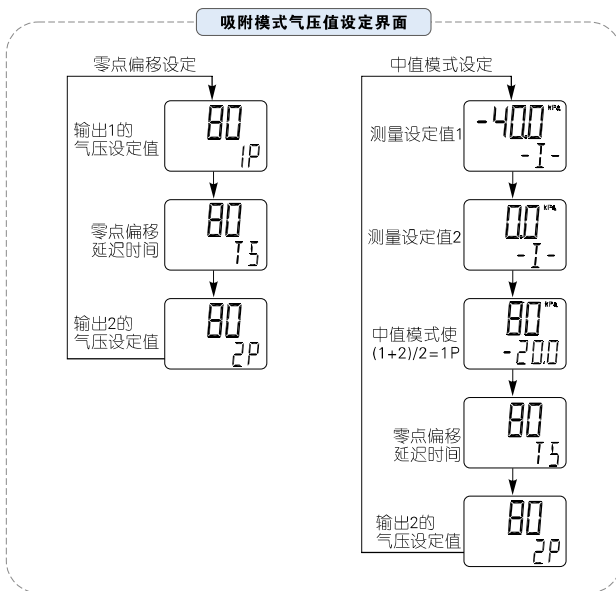 吸附模式气压值设定界面
零点偏移设定
输出1的
气压设定值
80
1P
零点偏移
延迟时间
80
T5
输出2的
气压设定值
80
2P
中值模式设定
测量设定值1
-40.0 kPa
-I-
测量设定值2
0.0 kPa
-I-
中值模式使
(1+2)/2=1P
80 kPa
-20.0
零点偏移
延迟时间
80
T5
输出2的
气压设定值
80
2P